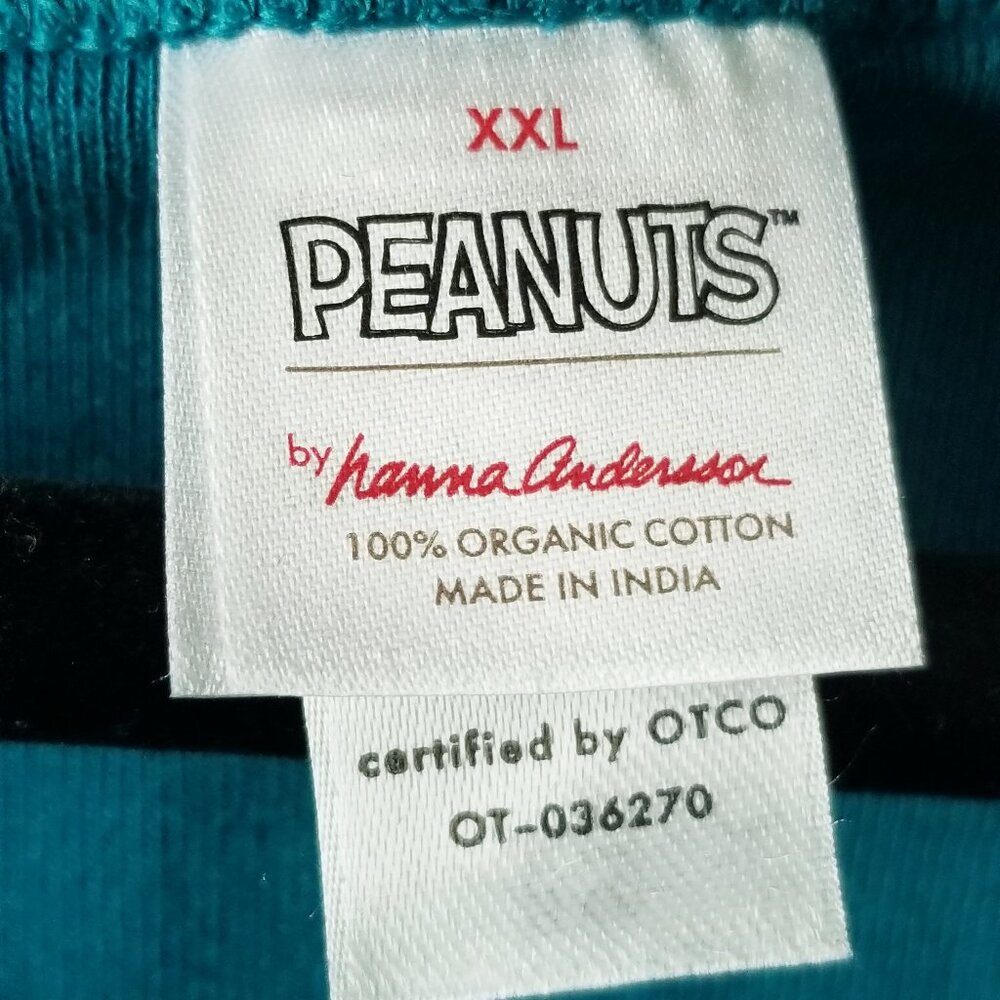 XXL
PEANUTS™
by hanna Andersson
100% ORGANIC COTTON
MADE IN INDIA
certified by OTCO
OT-036270